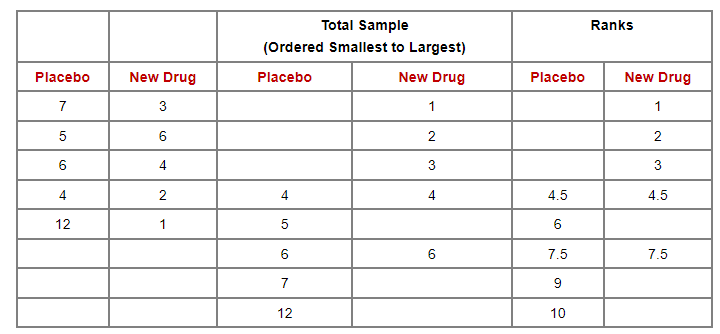 Total Sample
(Ordered Smallest to Largest) Ranks
Placebo New Drug Placebo New Drug Placebo New Drug
7 3 1 1
5 6 2 2
6 4 3 3
4 2 4 4 4.5 4.5
12 1 5 6
6 6 7.5 7.5
7 9
12 10